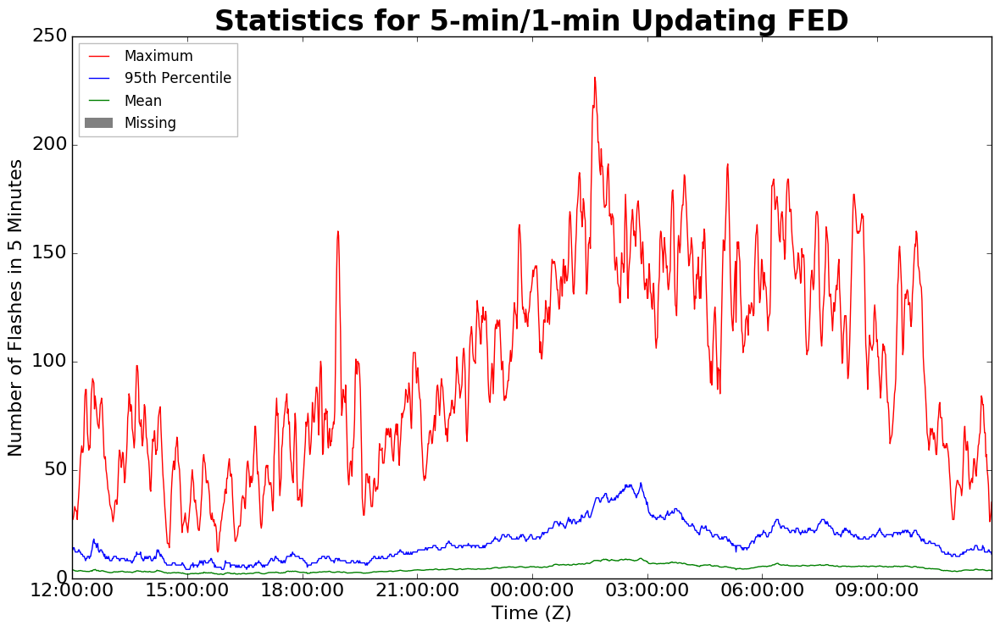 Statistics for 5-min/1-min Updating FED
250
200
150
100
50
0
Number of Flashes in 5 Minutes
Maximum
95th Percentile
Mean
Missing
12:00:00 15:00:00 18:00:00 21:00:00 00:00:00 03:00:00 06:00:00 09:00:00
Time (Z)